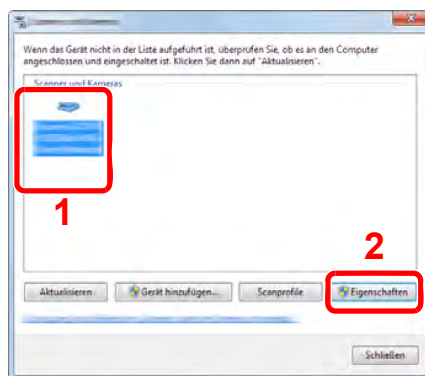 Wenn das Gerät nicht in der Liste aufgeführt ist, überprüfen Sie, ob es an den Computer
angeschlossen und eingeschaltet ist. Klicken Sie dann auf "Aktualisieren".
Scanner und Kameras
1
2
Aktualisieren Gerät hinzufügen... Scanprofile Eigenschaften
Schließen